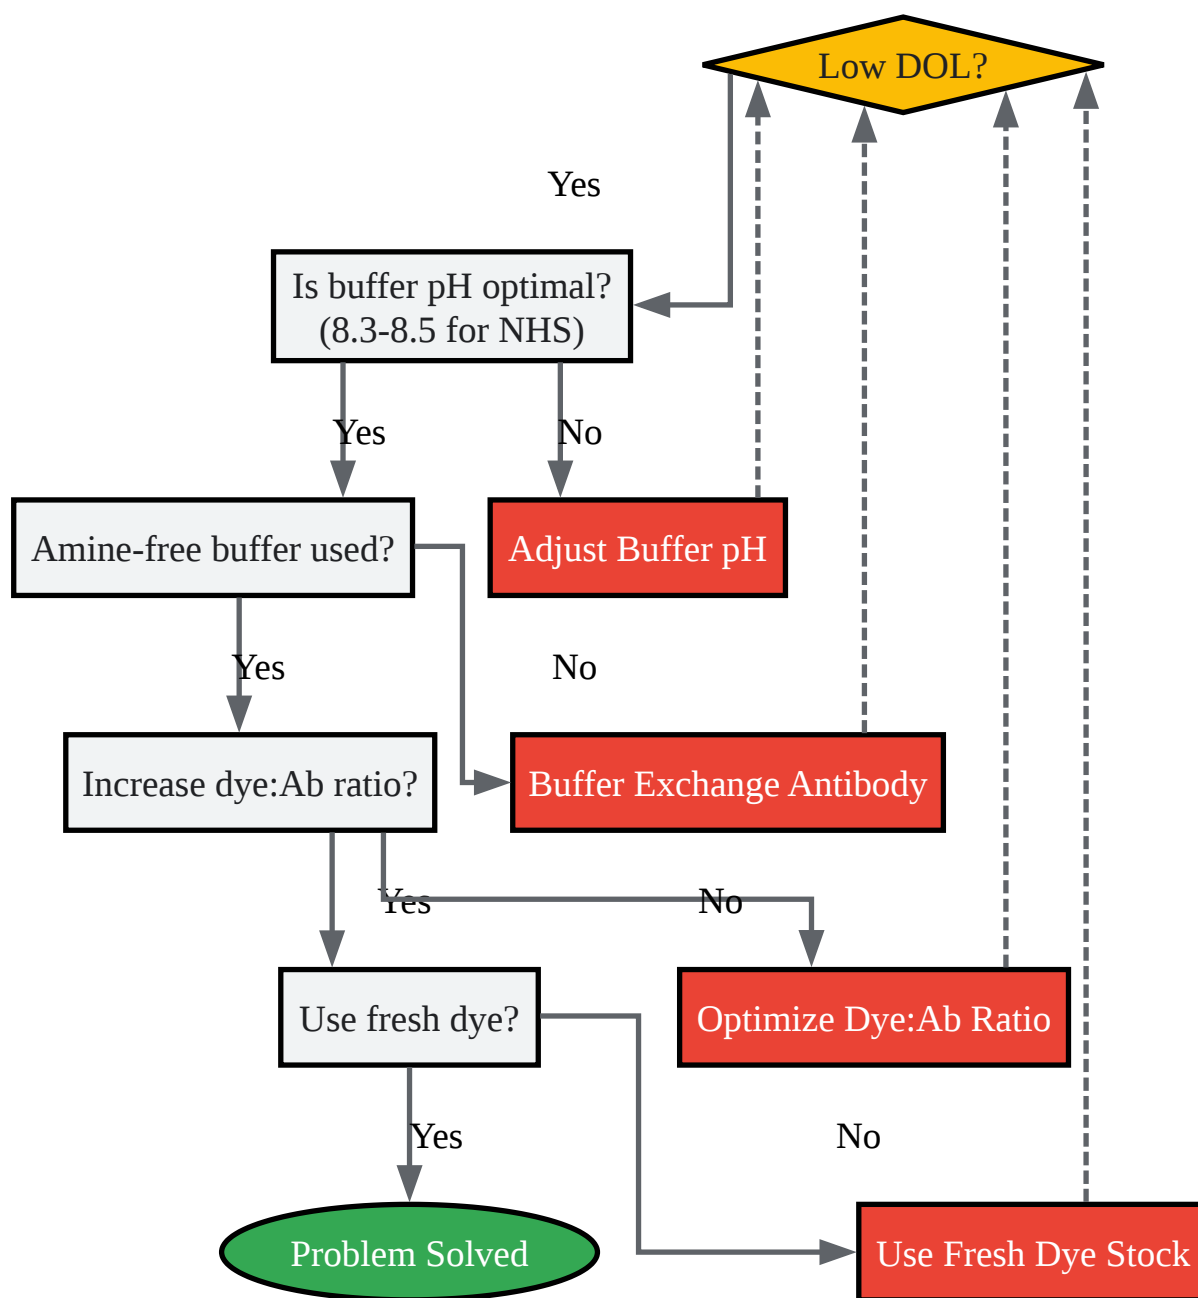 Low DOL?
Yes
Is buffer pH optimal?
(8.3-8.5 for NHS)
Yes
No
Amine-free buffer used?
Adjust Buffer pH
Yes
No
Increase dye:Ab ratio?
Buffer Exchange Antibody
Yes
No
Use fresh dye?
Optimize Dye:Ab Ratio
Yes
No
Problem Solved
Use Fresh Dye Stock